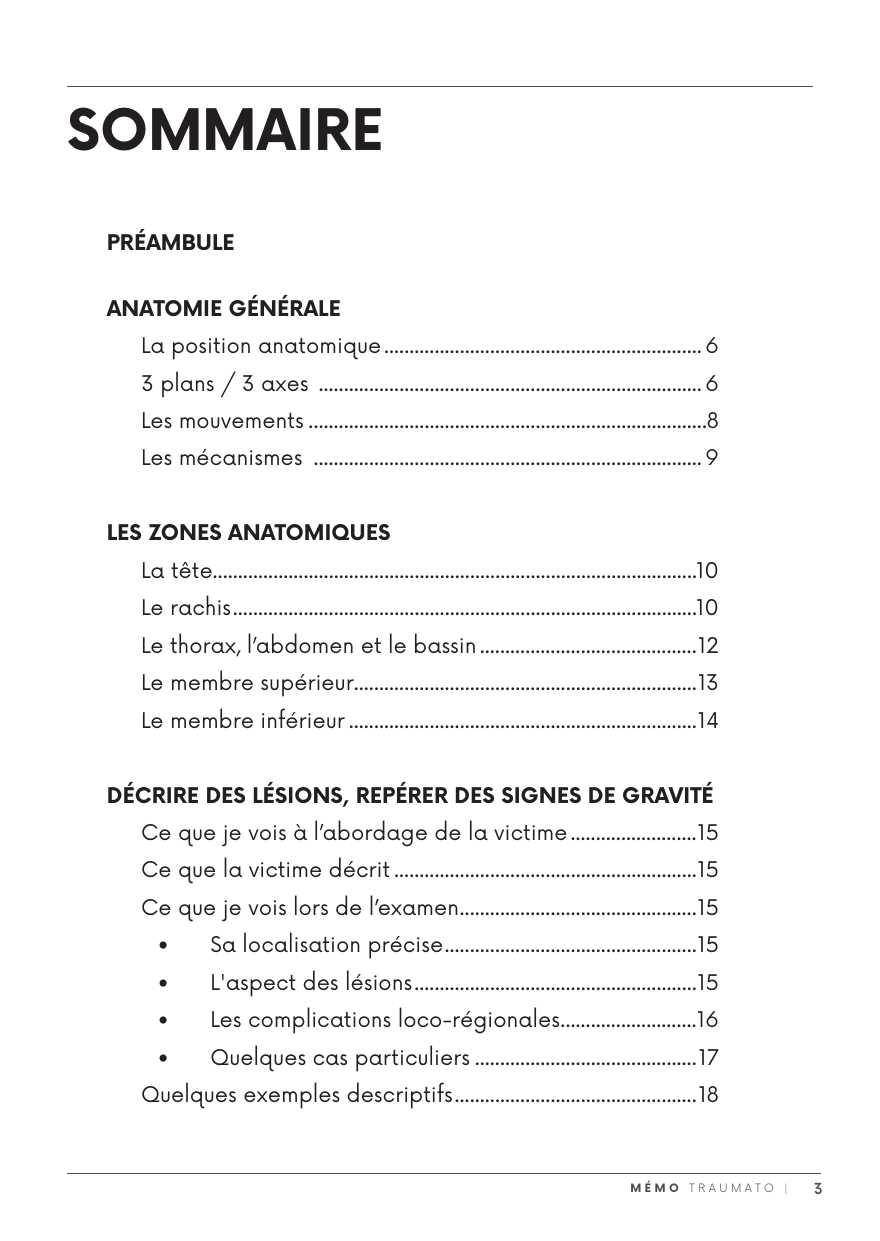 SOMMAIRE
PRÉAMBULE
ANATOMIE GÉNÉRALE
La position anatomique............................................................... 6
3 plans / 3 axes ............................................................................ 6
Les mouvements ...............................................................................8
Les mécanismes ............................................................................. 9
LES ZONES ANATOMIQUES
La tête................................................................................................10
Le rachis............................................................................................10
Le thorax, l’abdomen et le bassin ...........................................12
Le membre supérieur....................................................................13
Le membre inférieur .....................................................................14
DÉCRIRE DES LÉSIONS, REPÉRER DES SIGNES DE GRAVITÉ
Ce que je vois à l’abordage de la victime .........................15
Ce que la victime décrit ............................................................15
Ce que je vois lors de l’examen...............................................15
• Sa localisation précise..................................................15
• L'aspect des lésions........................................................15
• Les complications loco-régionales...........................16
• Quelques cas particuliers ............................................17
Quelques exemples descriptifs................................................18
MÉMO TRAUMATO | 3